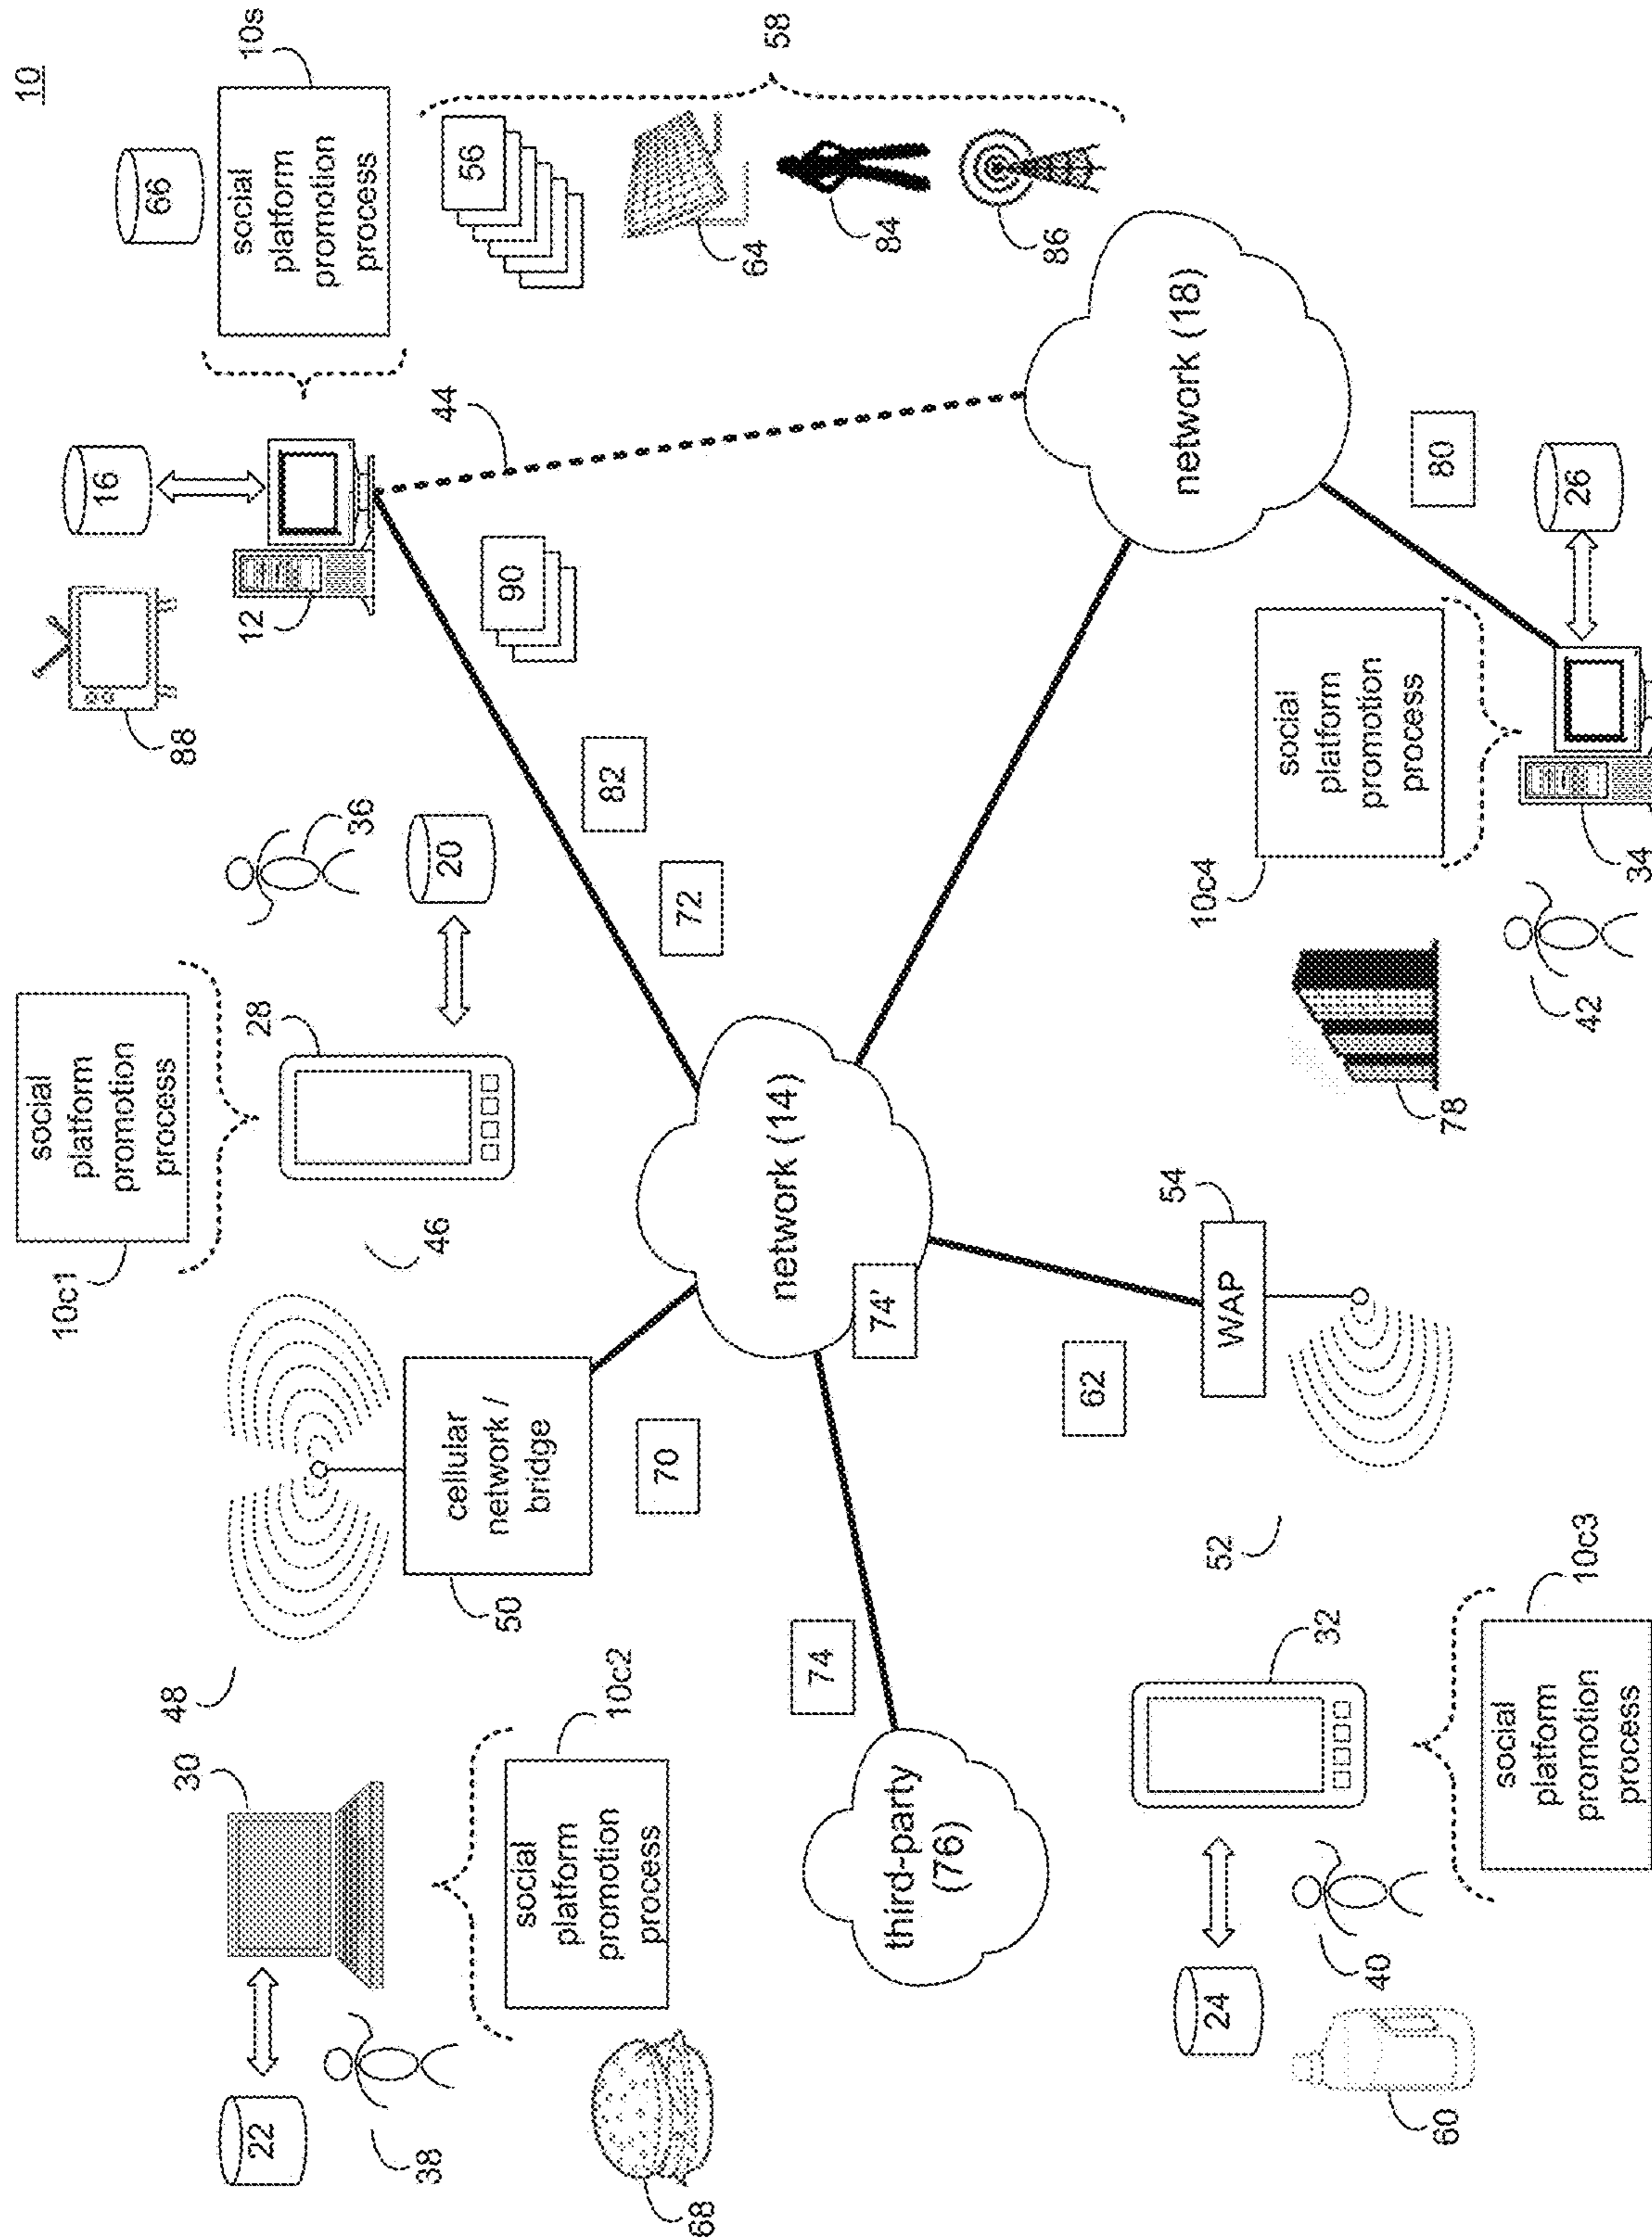 10
22
38
30
48
68
social
platform
promotion
process
10c2
50
cellular
network /
bridge
70
10c1
social
platform
promotion
process
46
28
36
20
88
12
16
66
social
platform
promotion
process
10s
44
90
82
72
56
64
84
86
58
74
third-party
(76)
network (14)
74'
network (18)
62
WAP
54
52
24
60
40
32
social
platform
promotion
process
10c3
78
10c4
social
platform
promotion
process
42
34
26
80